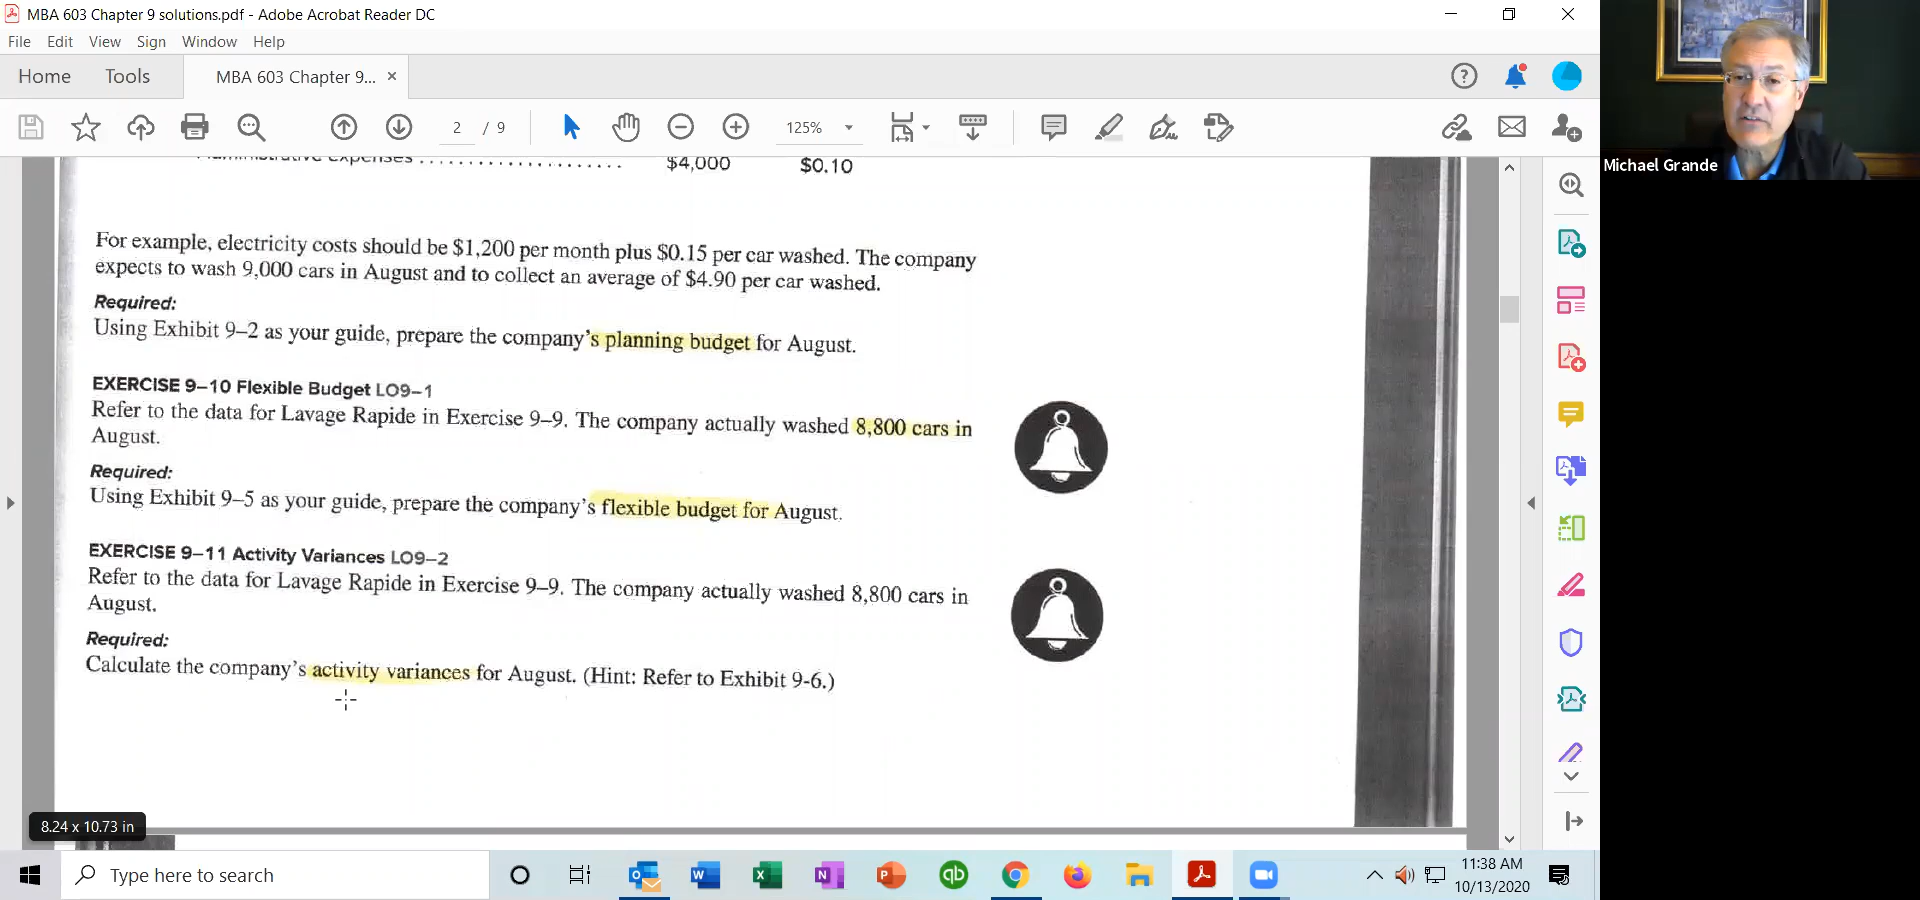 MBA 603 Chapter 9 solutions.pdf - Adobe Acrobat Reader DC
File Edit View Sign Window Help
Home Tools MBA 603 Chapter 9... ×
2 / 9 125%
Administrative Expenses . . . . . . . . . . . . . . . . . . . . . $4,000 $0.10
For example, electricity costs should be $1,200 per month plus $0.15 per car washed. The company
expects to wash 9,000 cars in August and to collect an average of $4.90 per car washed.
Required:
Using Exhibit 9–2 as your guide, prepare the company's planning budget for August.
EXERCISE 9–10 Flexible Budget LO9–1
Refer to the data for Lavage Rapide in Exercise 9–9. The company actually washed 8,800 cars in
August.
Required:
Using Exhibit 9–5 as your guide, prepare the company's flexible budget for August.
EXERCISE 9–11 Activity Variances LO9–2
Refer to the data for Lavage Rapide in Exercise 9–9. The company actually washed 8,800 cars in
August.
Required:
Calculate the company's activity variances for August. (Hint: Refer to Exhibit 9-6.)
8.24 x 10.73 in
Type here to search
11:38 AM
10/13/2020
Michael Grande